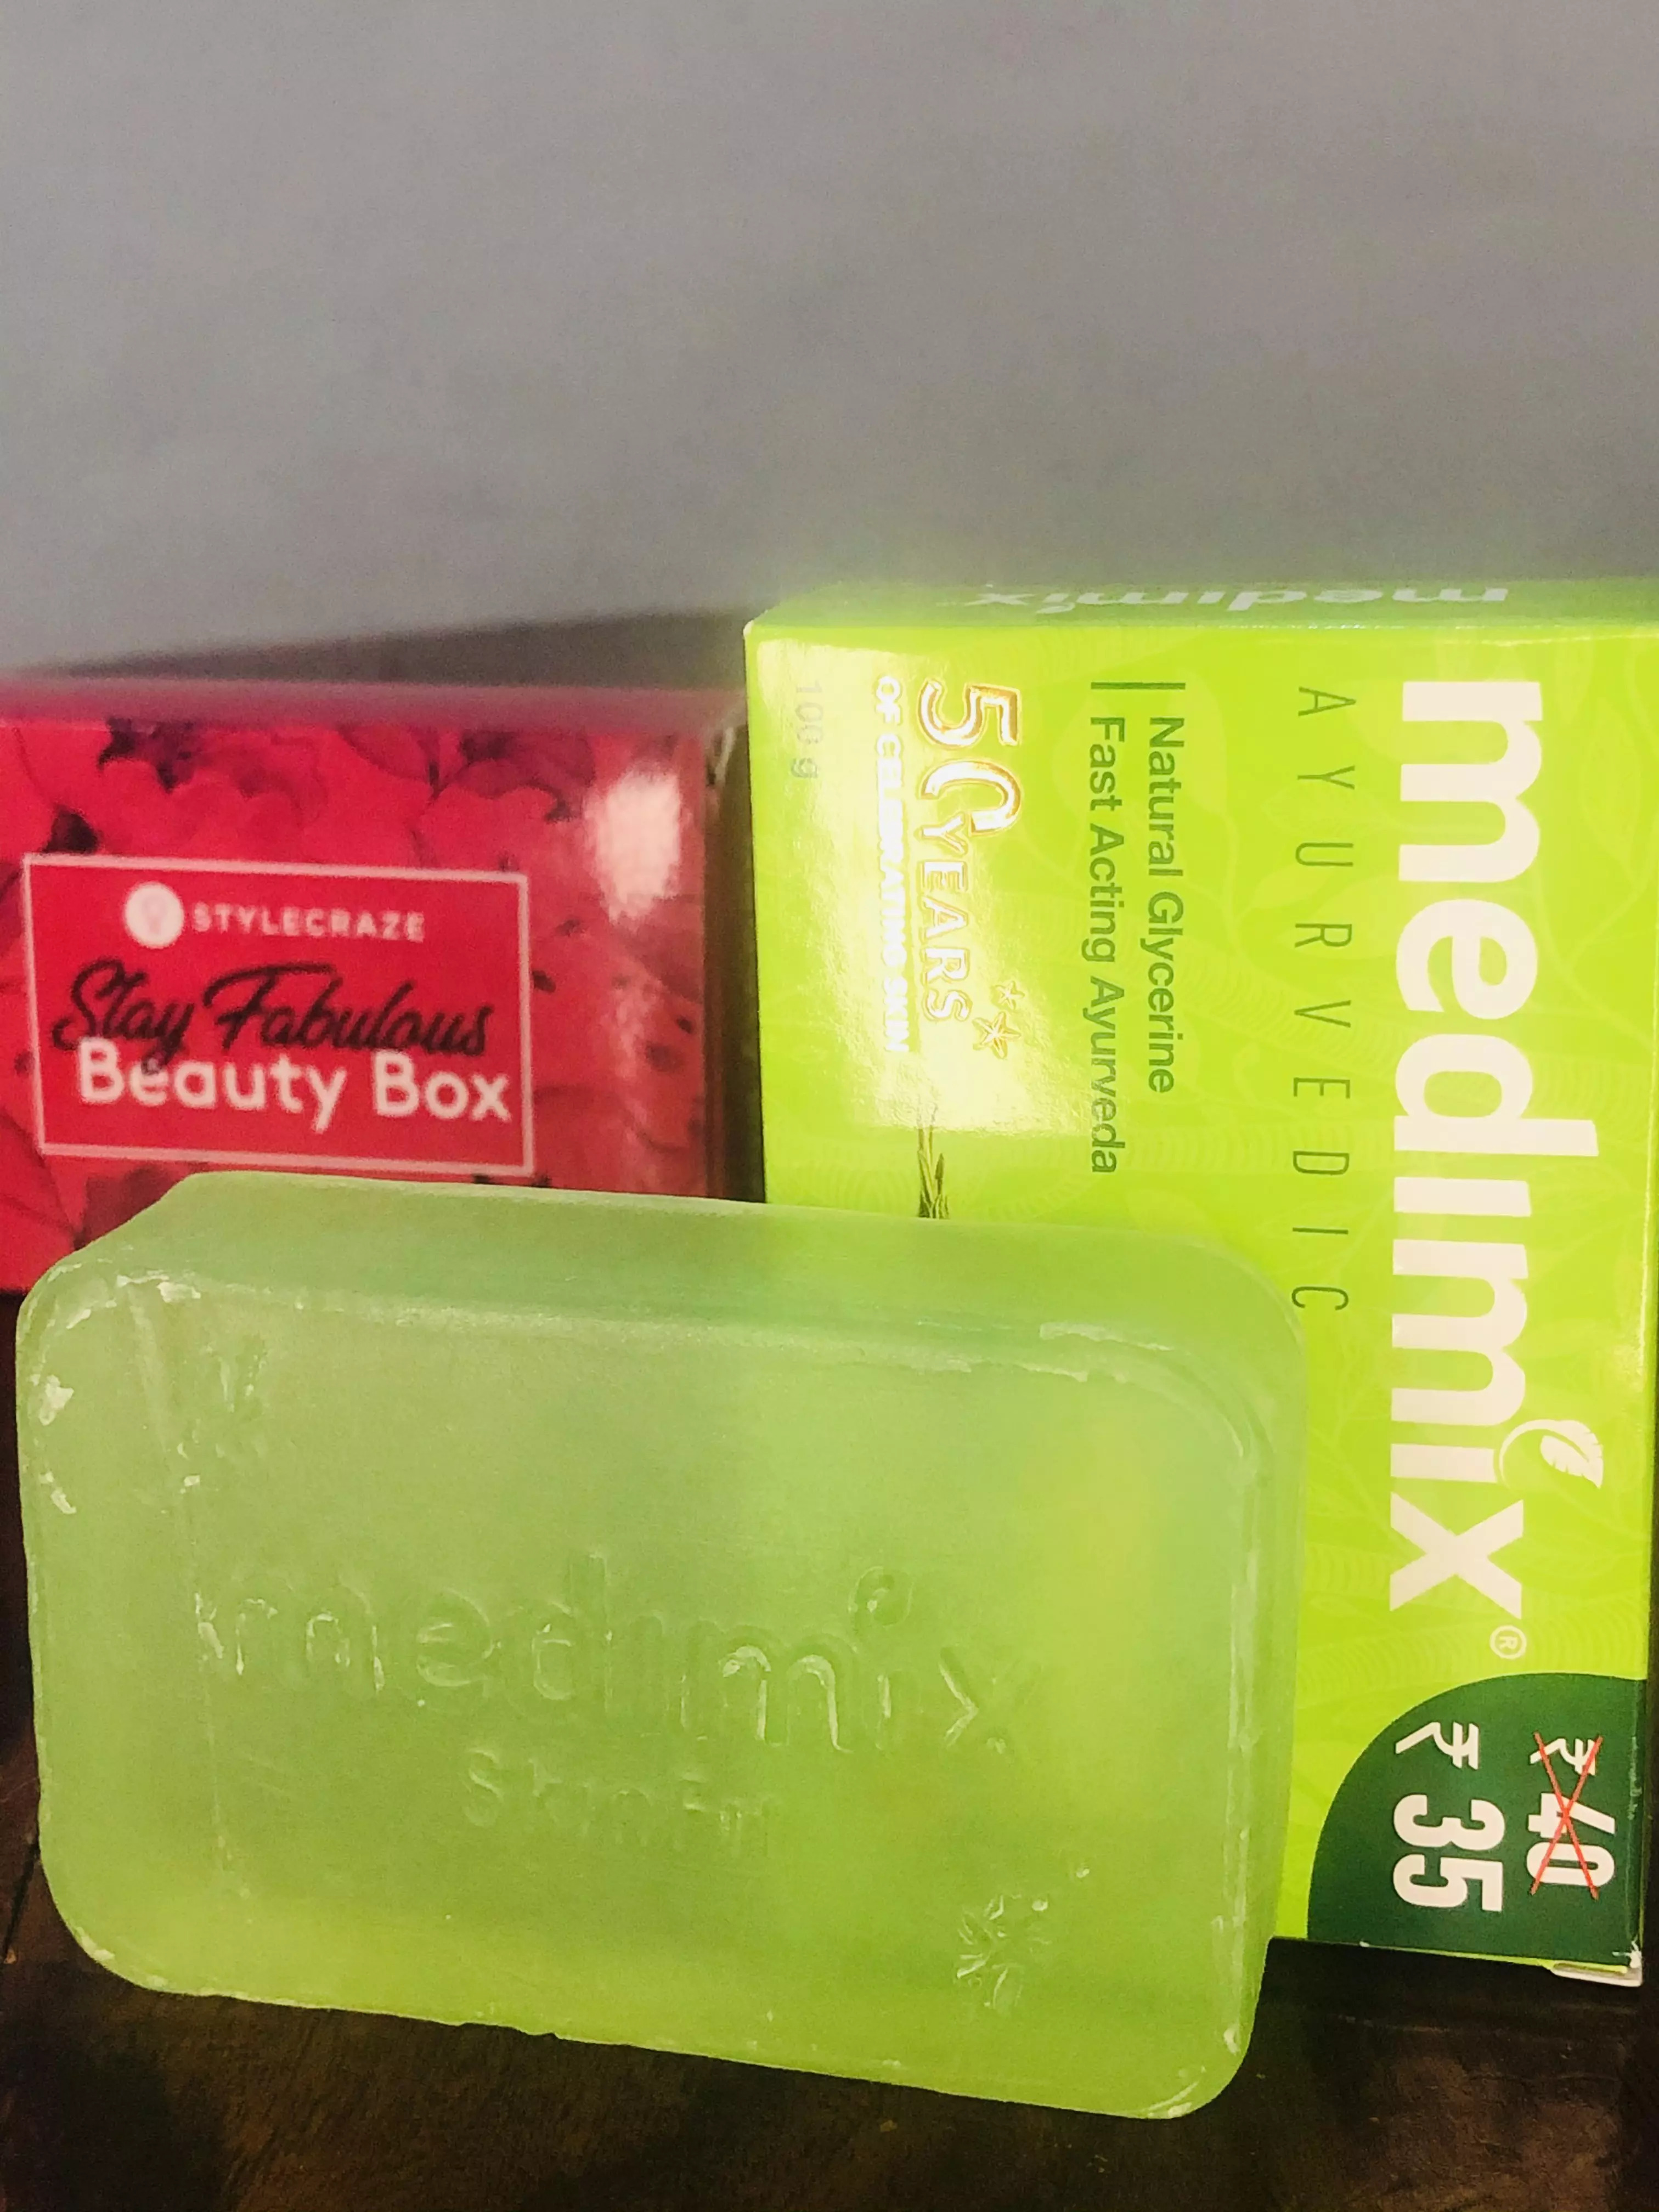 STYLECRAZE
Stay Fabulous
Beauty Box
medimix
medimix®
AYURVEDIC
Natural Glycerine
Fast Acting Ayurveda
50 YEARS
OF CELEBRATING SKIN
100 g
₹ 40
₹ 35
medimix
Skinfit